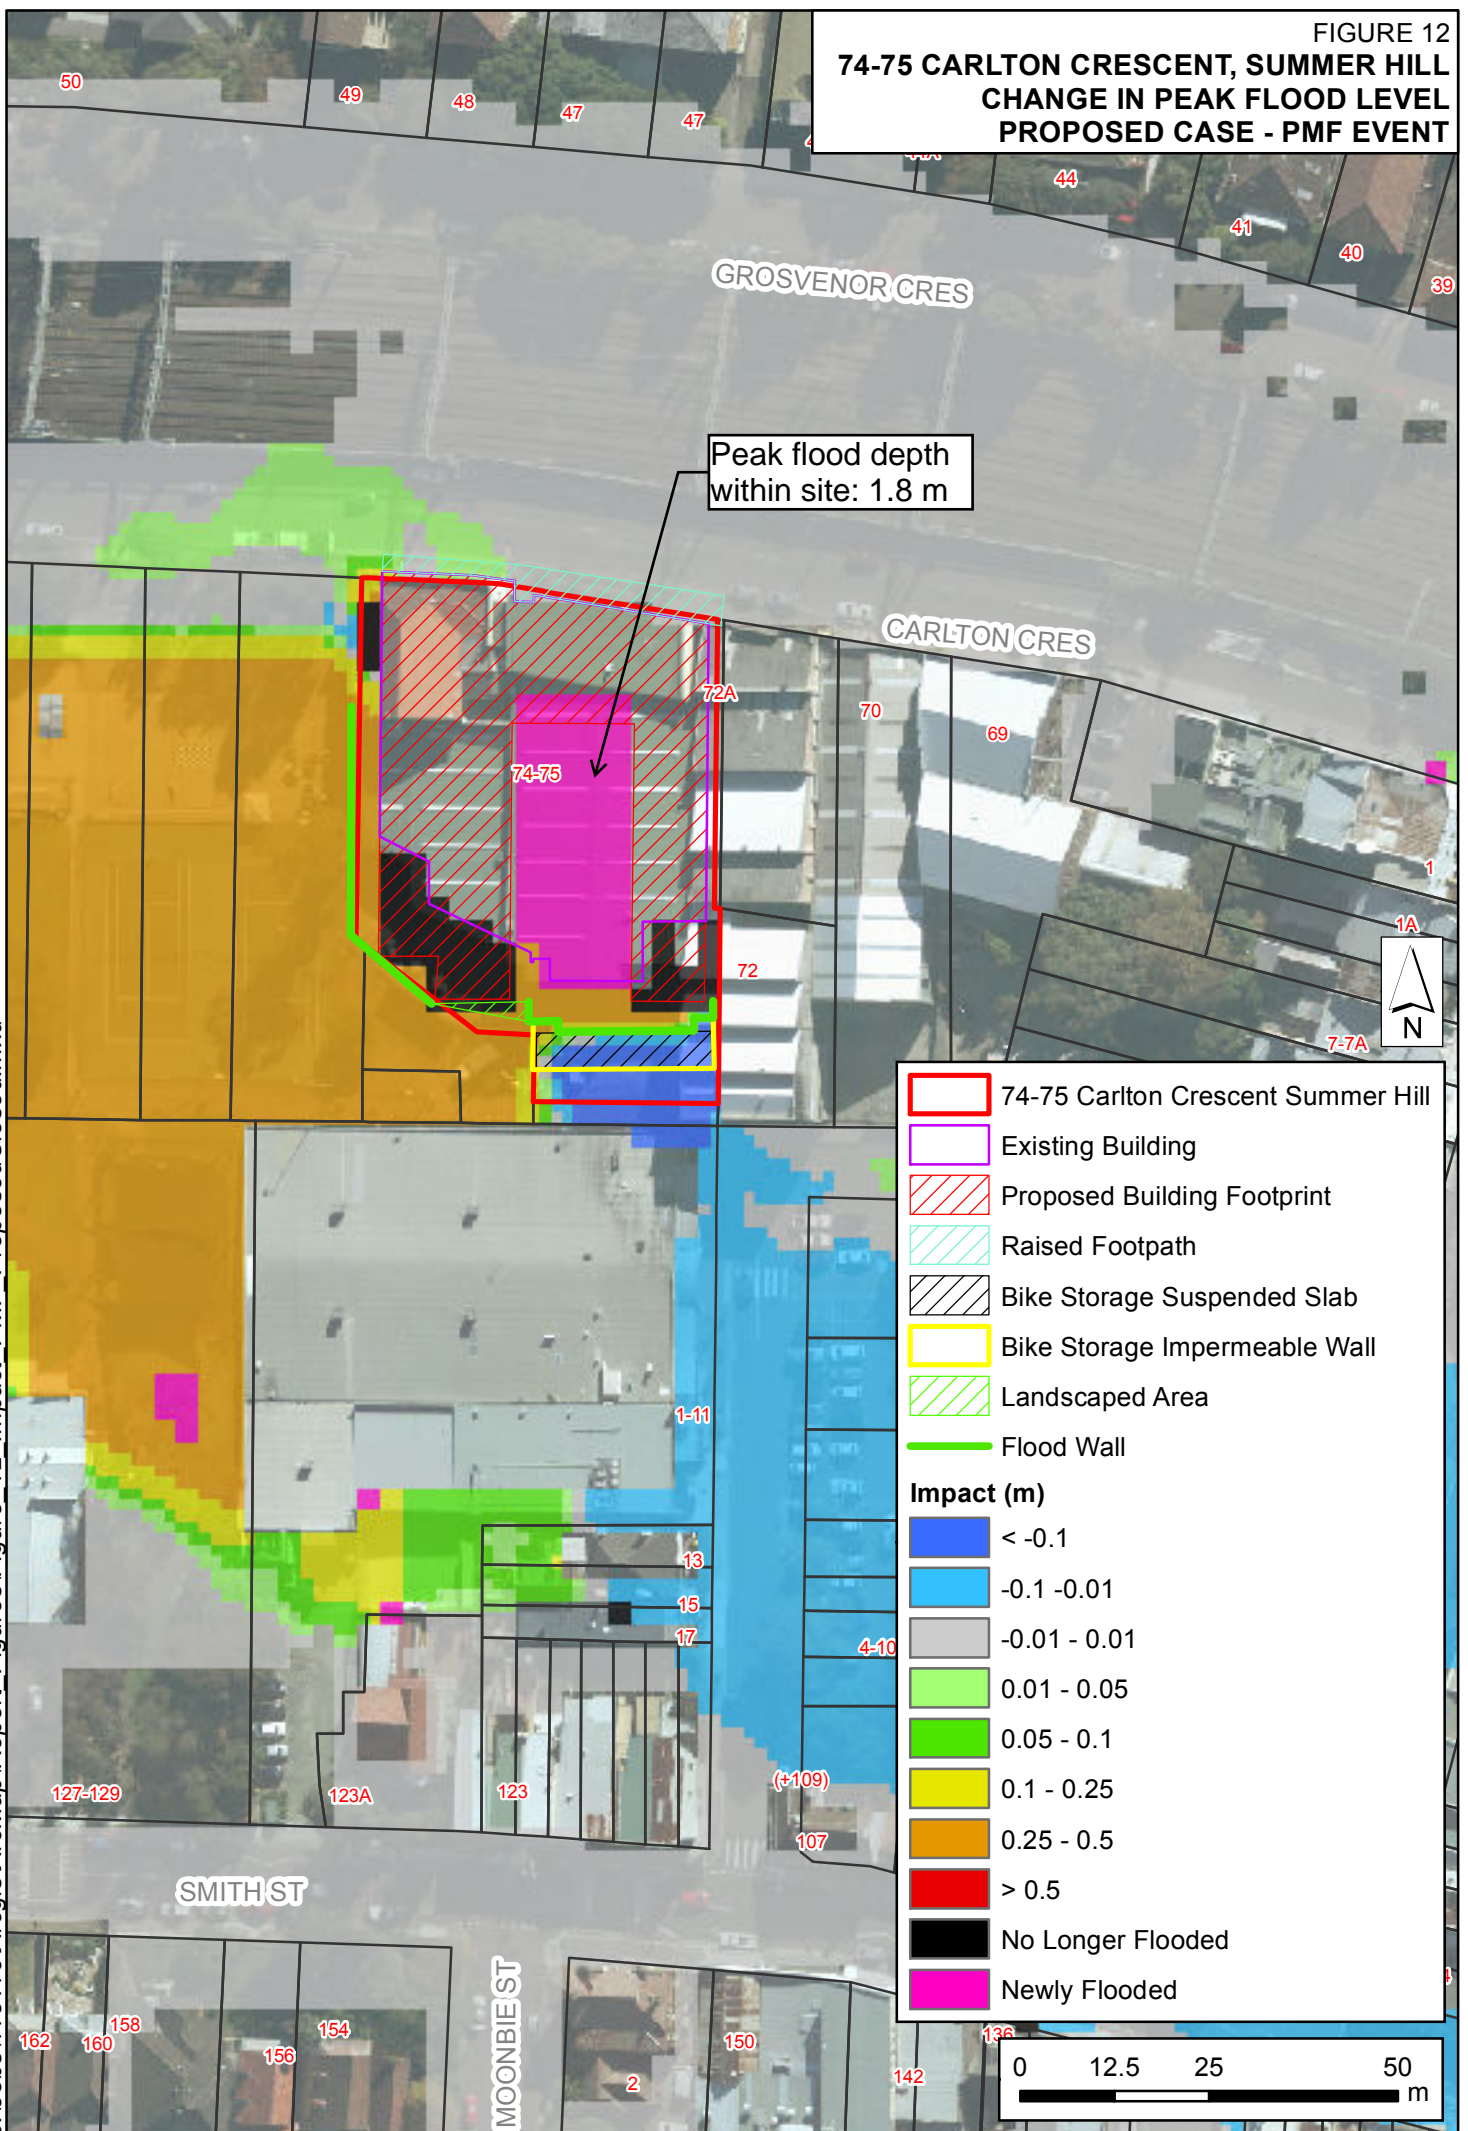 FIGURE 12
74-75 CARLTON CRESCENT, SUMMER HILL
CHANGE IN PEAK FLOOD LEVEL
PROPOSED CASE - PMF EVENT
50
49
48
47
47
44
41
40
39
GROSVENOR CRES
Peak flood depth
within site: 1.8 m
CARLTON CRES
72A
70
69
74-75
72
1
1A
N
7-7A
74-75 Carlton Crescent Summer Hill
Existing Building
Proposed Building Footprint
Raised Footpath
Bike Storage Suspended Slab
Bike Storage Impermeable Wall
Landscaped Area
Flood Wall
Impact (m)
< -0.1
-0.1 -0.01
-0.01 - 0.01
0.01 - 0.05
0.05 - 0.1
0.1 - 0.25
0.25 - 0.5
> 0.5
No Longer Flooded
Newly Flooded
1-11
13
15
17
4-10
127-129
123A
123
(+109)
107
SMITH ST
MOONBIE ST
162
160
158
156
154
2
150
142
136
0 12.5 25 50
m